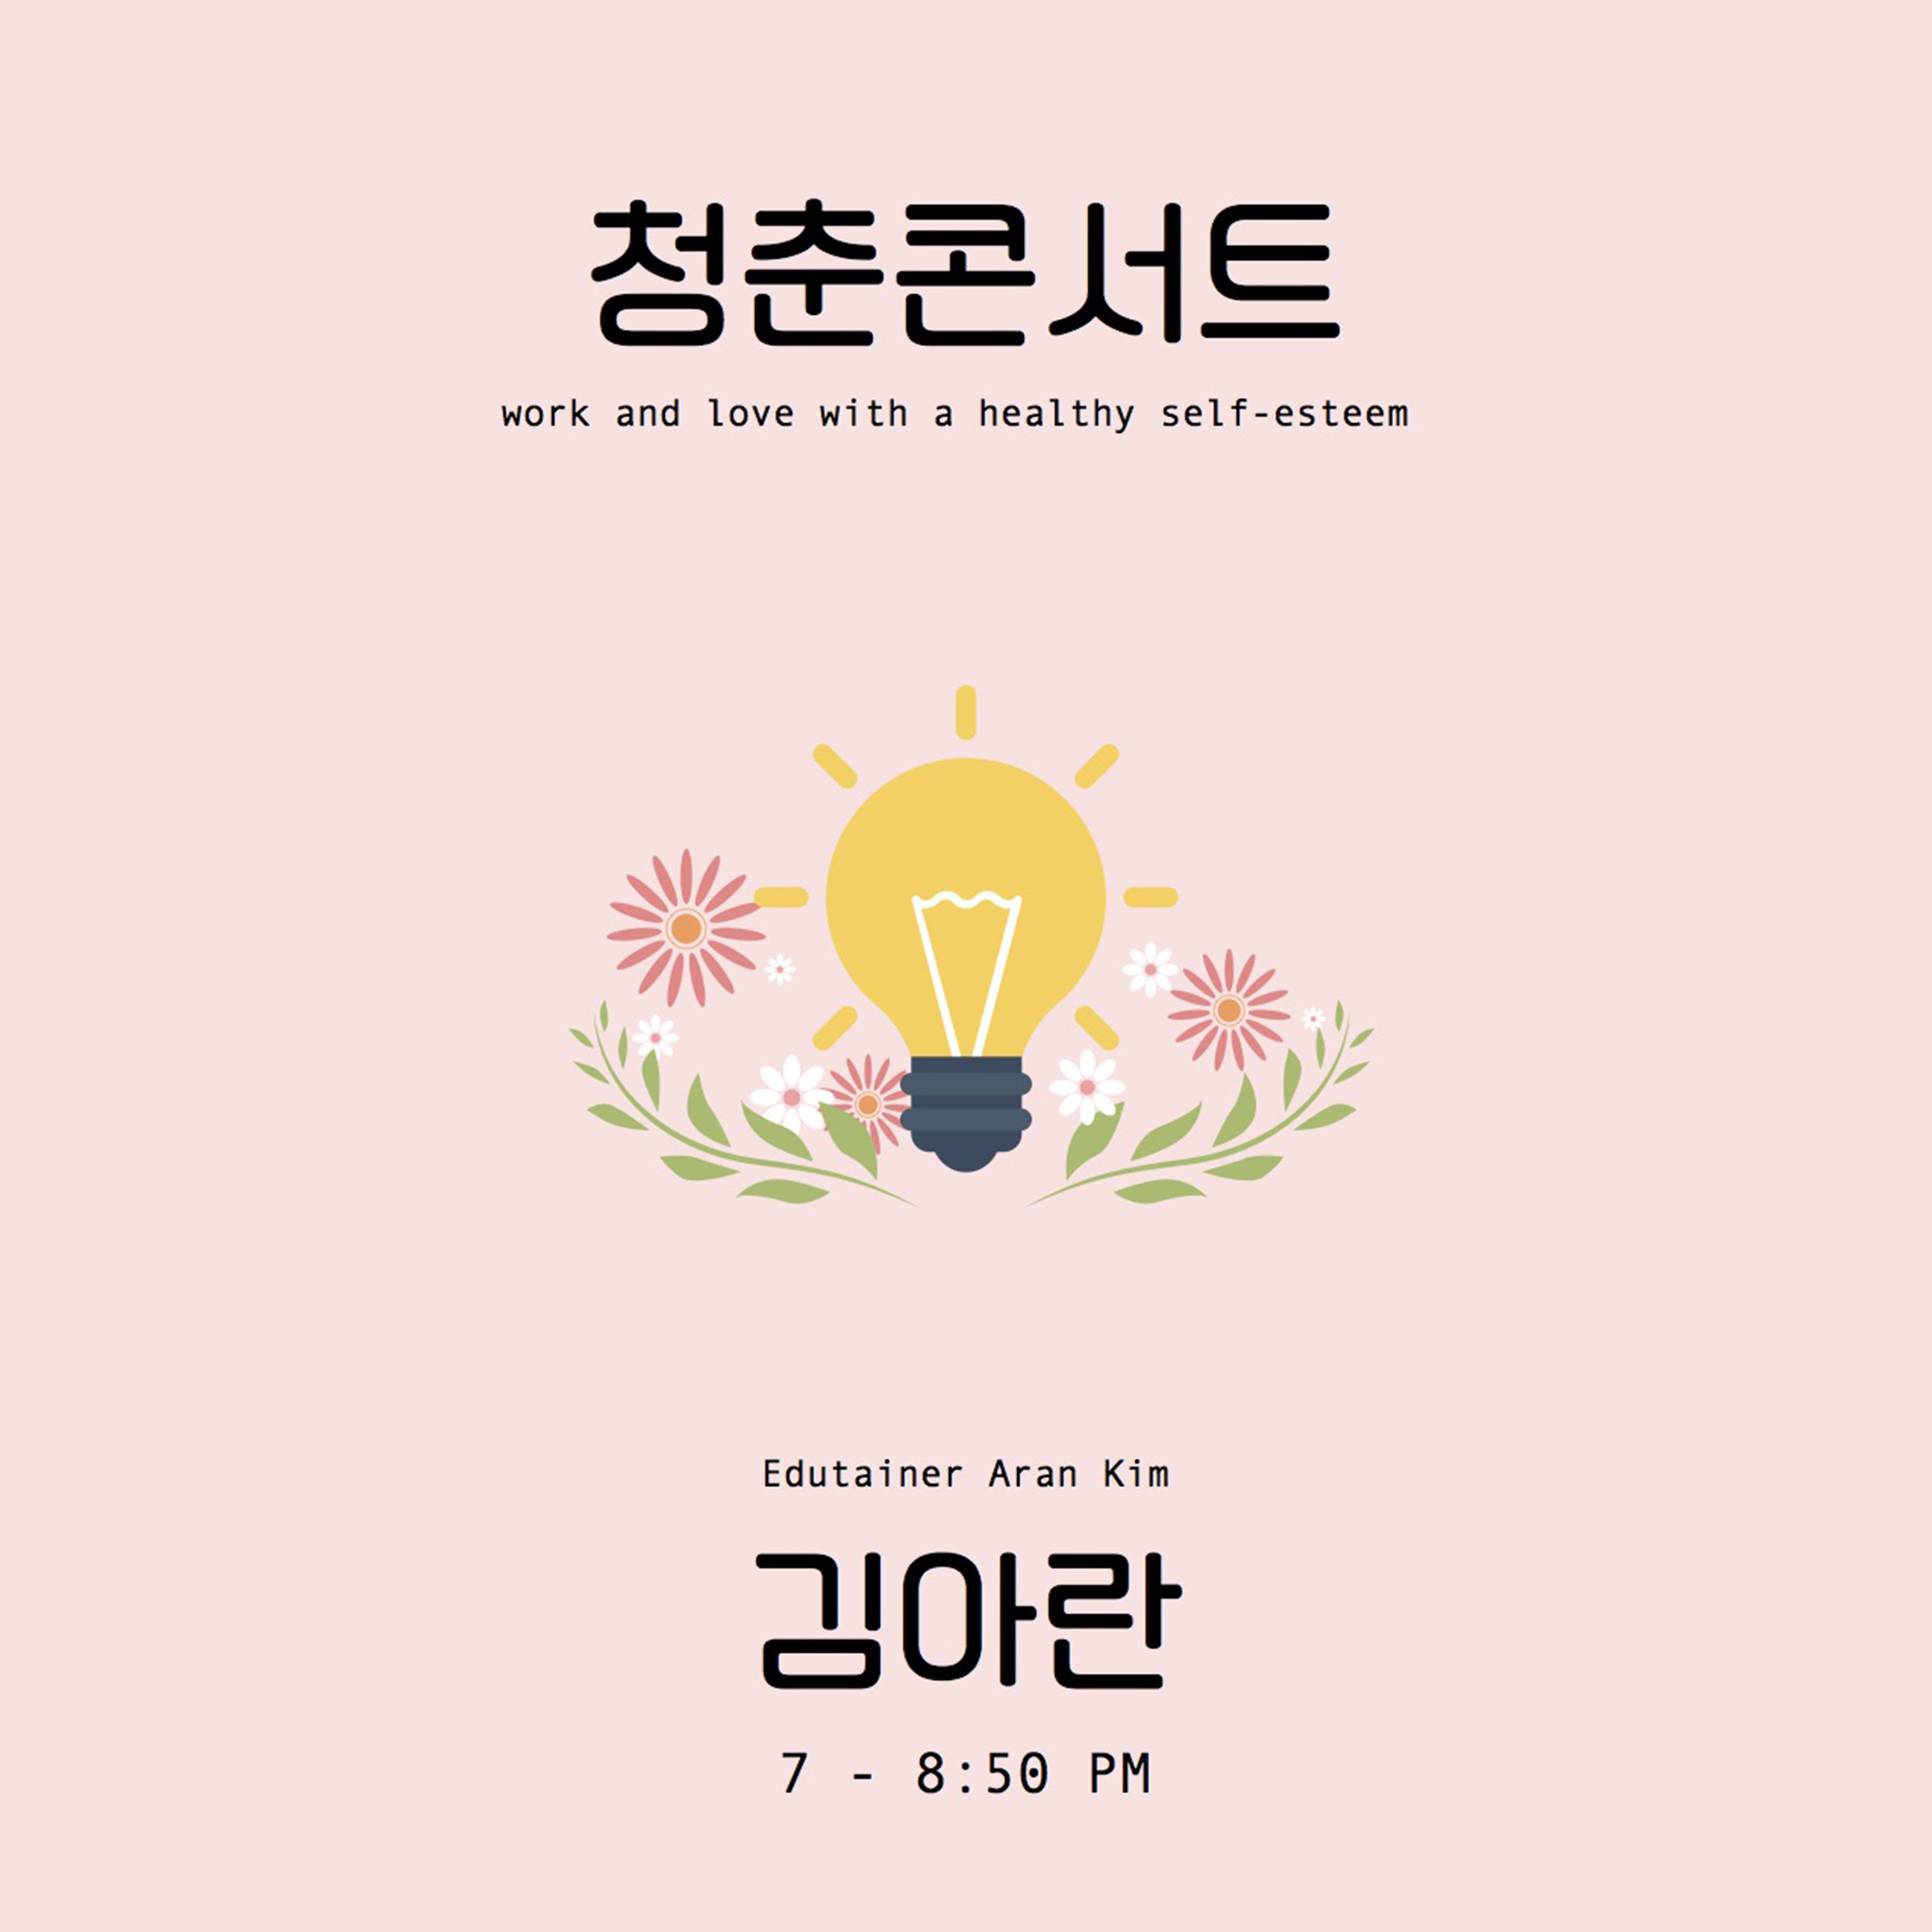 청춘콘서트
work and love with a healthy self-esteem
Edutainer Aran Kim
김아란
7 - 8:50 PM